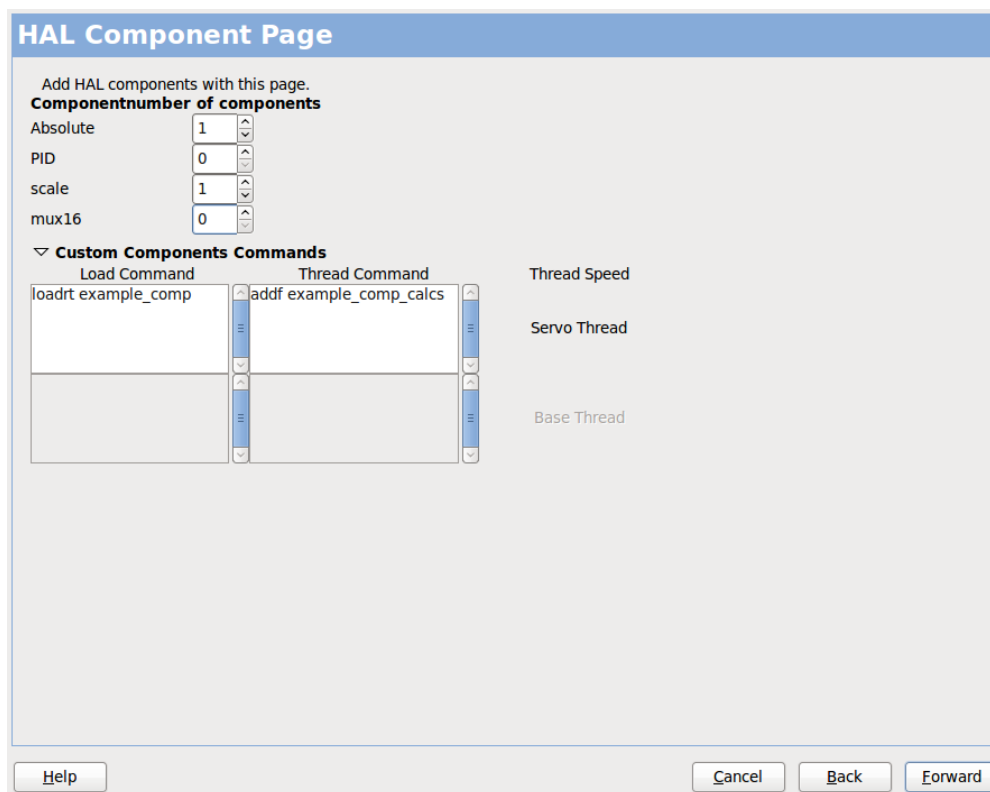 HAL Component Page
Add HAL components with this page.
Componentnumber of components
Absolute 1
PID 0
scale 1
mux16 0
Custom Components Commands
Load Command Thread Command Thread Speed
loadrt example_comp addf example_comp_calcs
Servo Thread
Base Thread
Help Cancel Back Forward